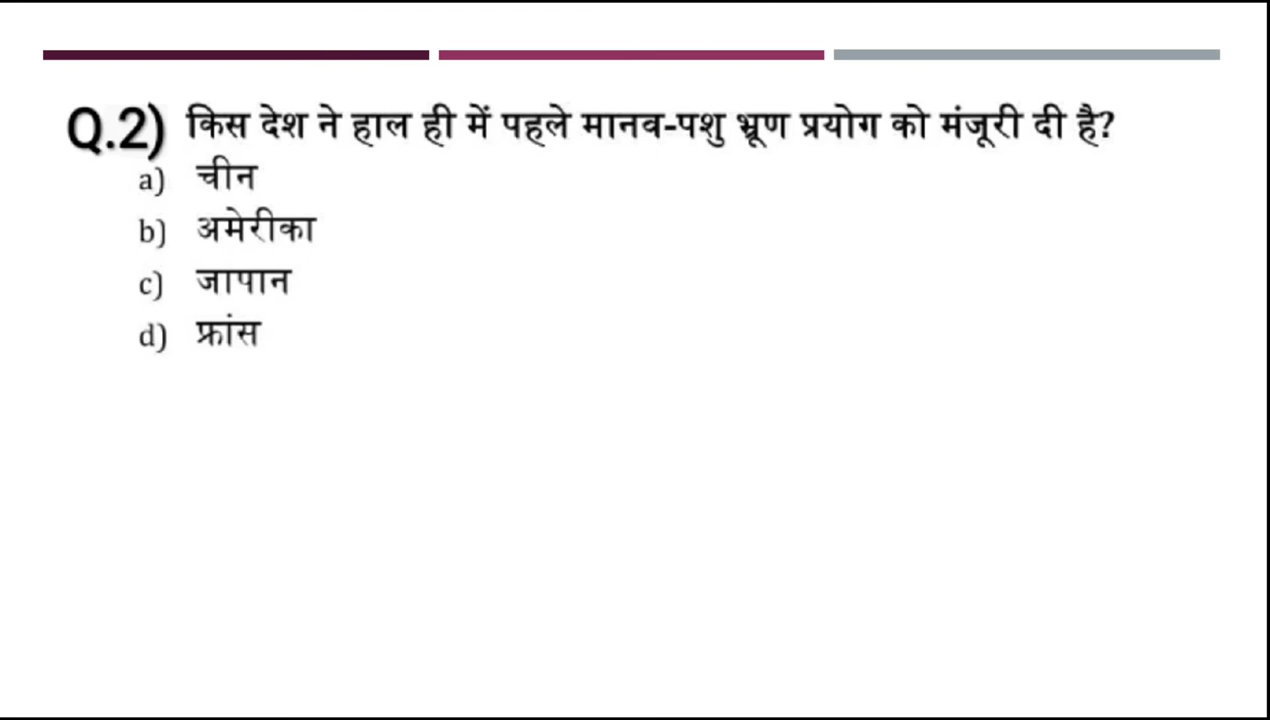 Q.2) किस देश ने हाल ही में पहले मानव-पशु भ्रूण प्रयोग को मंजूरी दी है?
a) चीन
b) अमेरीका
c) जापान
d) फ्रांस